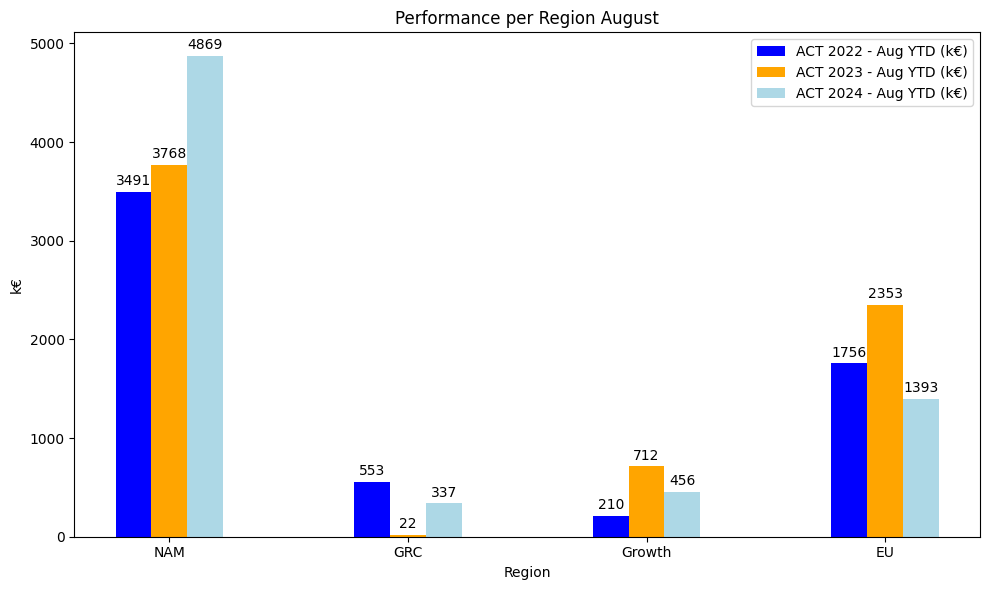 Performance per Region August
ACT 2022 - Aug YTD (k€)
ACT 2023 - Aug YTD (k€)
ACT 2024 - Aug YTD (k€)
k€
5000
4000
3000
2000
1000
0
3491
3768
4869
553
22
337
210
712
456
1756
2353
1393
NAM
GRC
Growth
EU
Region